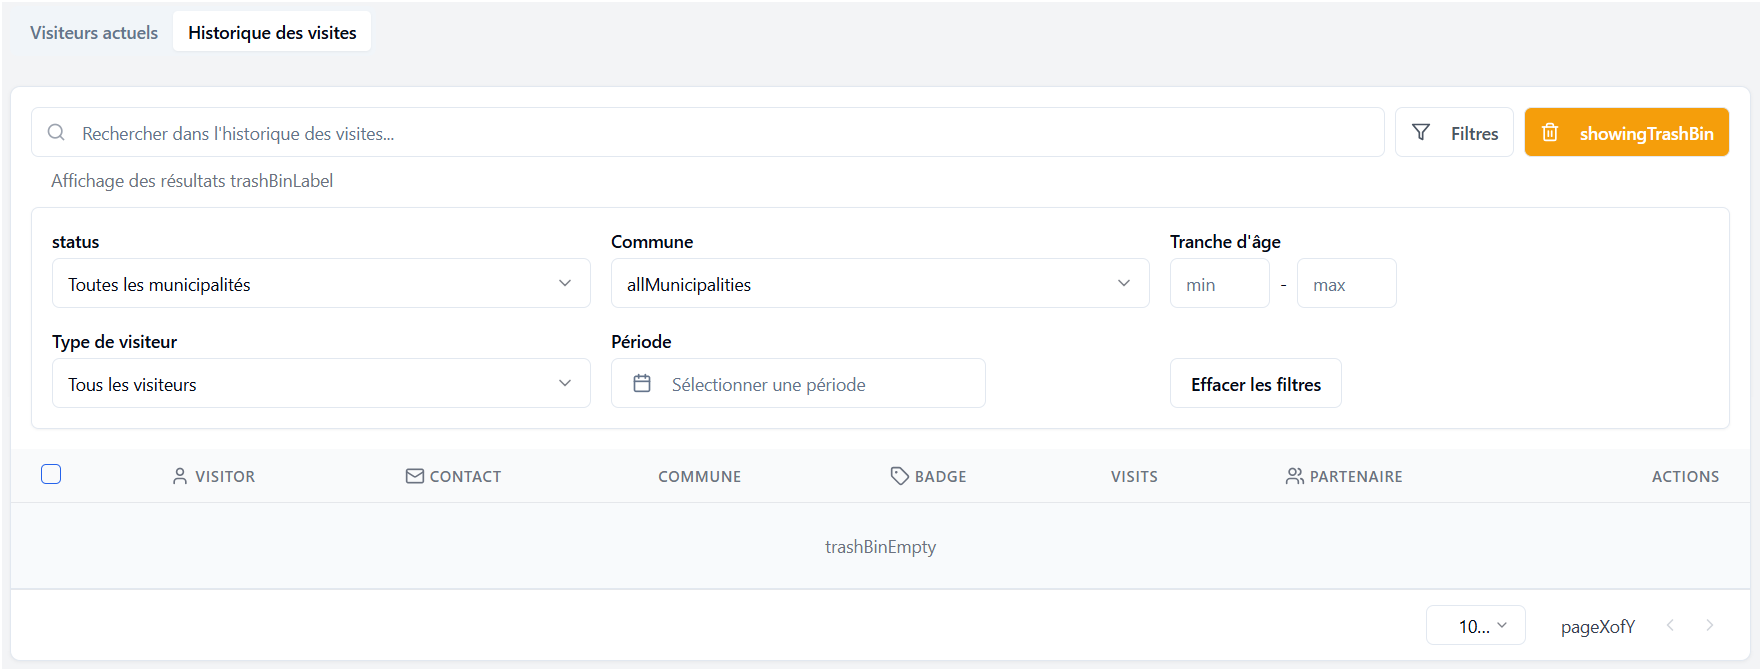 Visiteurs actuels Historique des visites
Rechercher dans l'historique des visites... Filtres showingTrashBin
Affichage des résultats trashBinLabel
status Commune Tranche d'âge
Toutes les municipalités allMunicipalities min - max
Type de visiteur Période
Tous les visiteurs Sélectionner une période Effacer les filtres
VISITOR CONTACT COMMUNE BADGE VISITS PARTENAIRE ACTIONS
trashBinEmpty
10... pageXofY